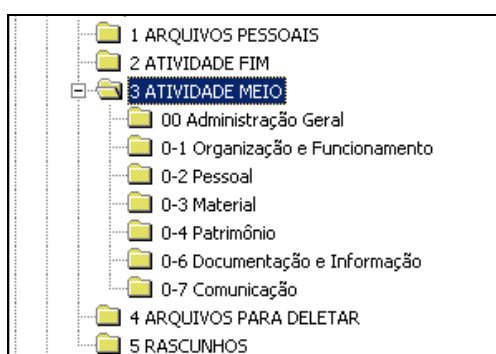 1 ARQUIVOS PESSOAIS
2 ATIVIDADE FIM
3 ATIVIDADE MEIO
00 Administração Geral
0-1 Organização e Funcionamento
0-2 Pessoal
0-3 Material
0-4 Patrimônio
0-6 Documentação e Informação
0-7 Comunicação
4 ARQUIVOS PARA DELETAR
5 RASCUNHOS